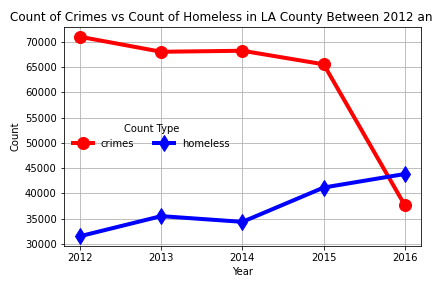 Count of Crimes vs Count of Homeless in LA County Between 2012 an
70000
65000
60000
55000
50000
45000
40000
35000
30000
Count
Count Type
crimes homeless
2012 2013 2014 2015 2016
Year